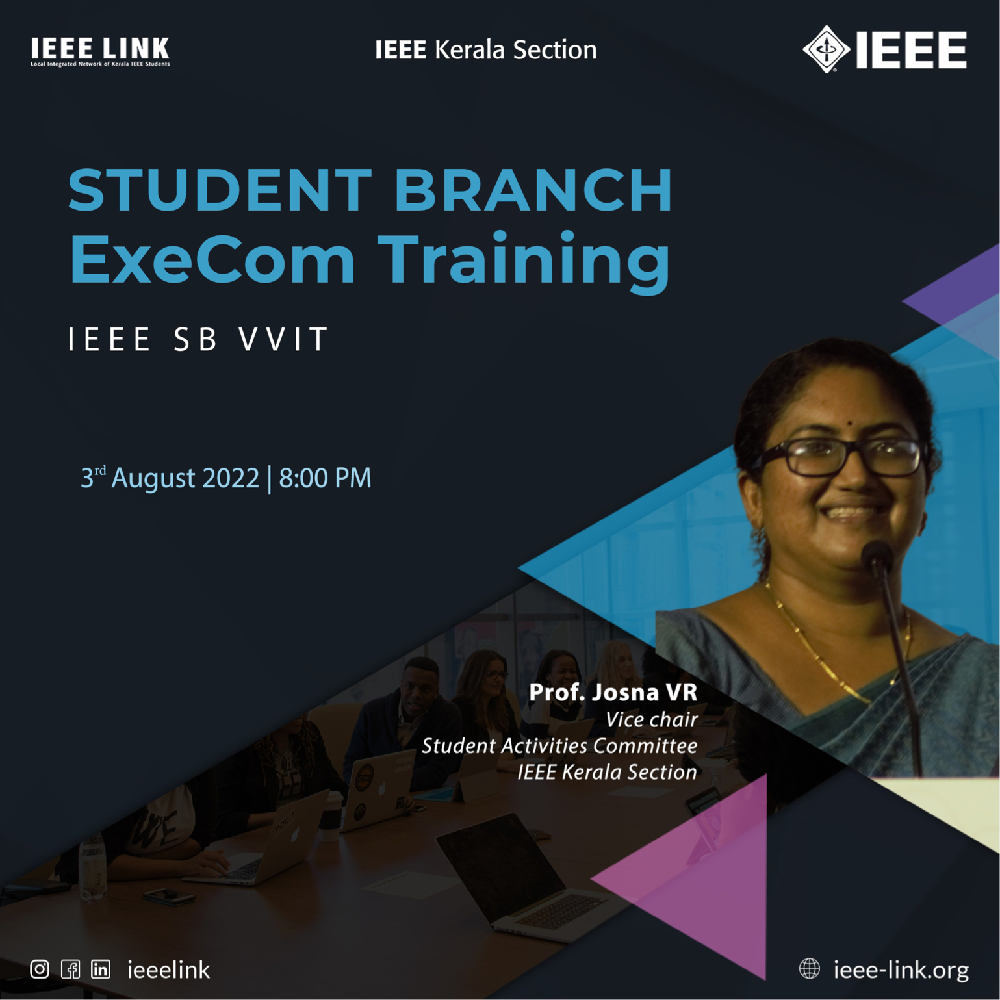 IEEE LINK
Local Integrated Network of Kerala IEEE Students
IEEE Kerala Section
IEEE
STUDENT BRANCH
ExeCom Training
IEEE SB VVIT
3rd August 2022 | 8:00 PM
Prof. Josna VR
Vice chair
Student Activities Committee
IEEE Kerala Section
WE
POCIT
ieeelink
ieee-link.org